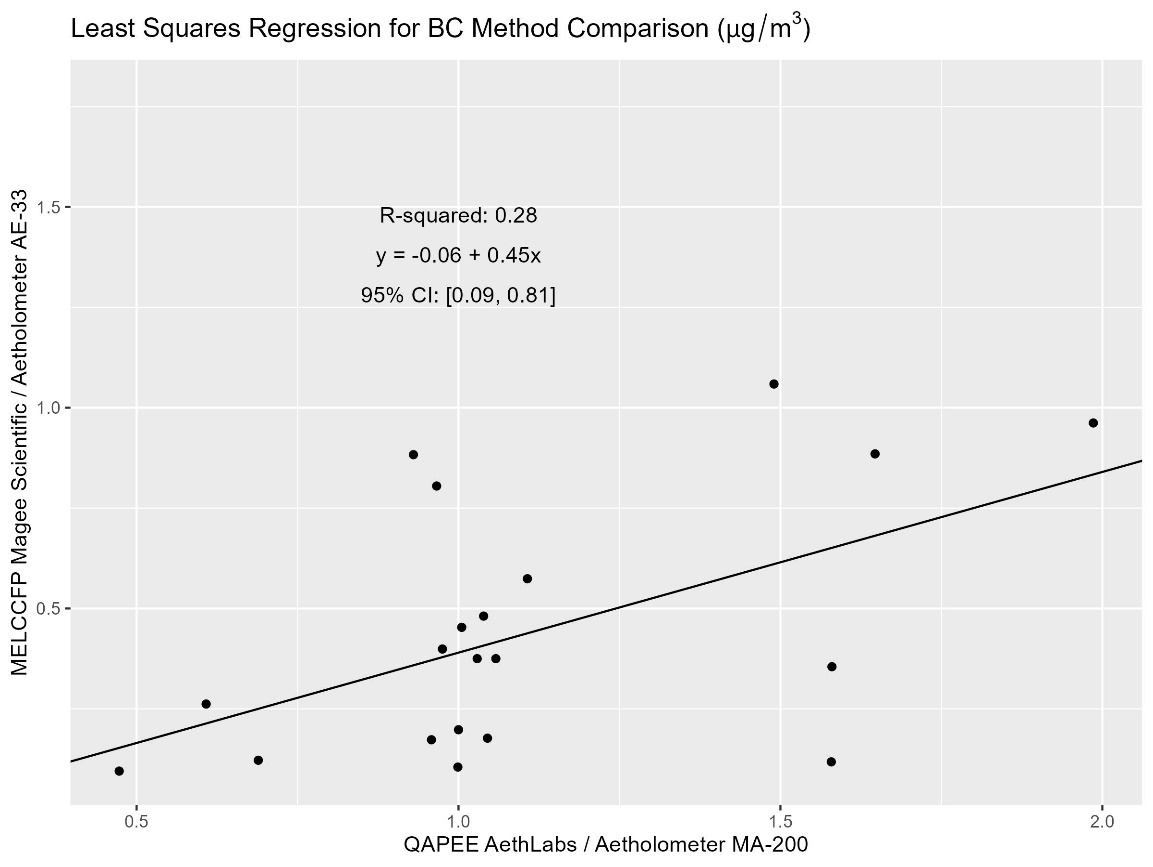 Least Squares Regression for BC Method Comparison (μg/m³)
MELCCFP Magee Scientific / Aetholometer AE-33
1.5
1.0
0.5
R-squared: 0.28
y = -0.06 + 0.45x
95% CI: [0.09, 0.81]
0.5 1.0 1.5 2.0
QAPEE AethLabs / Aetholometer MA-200